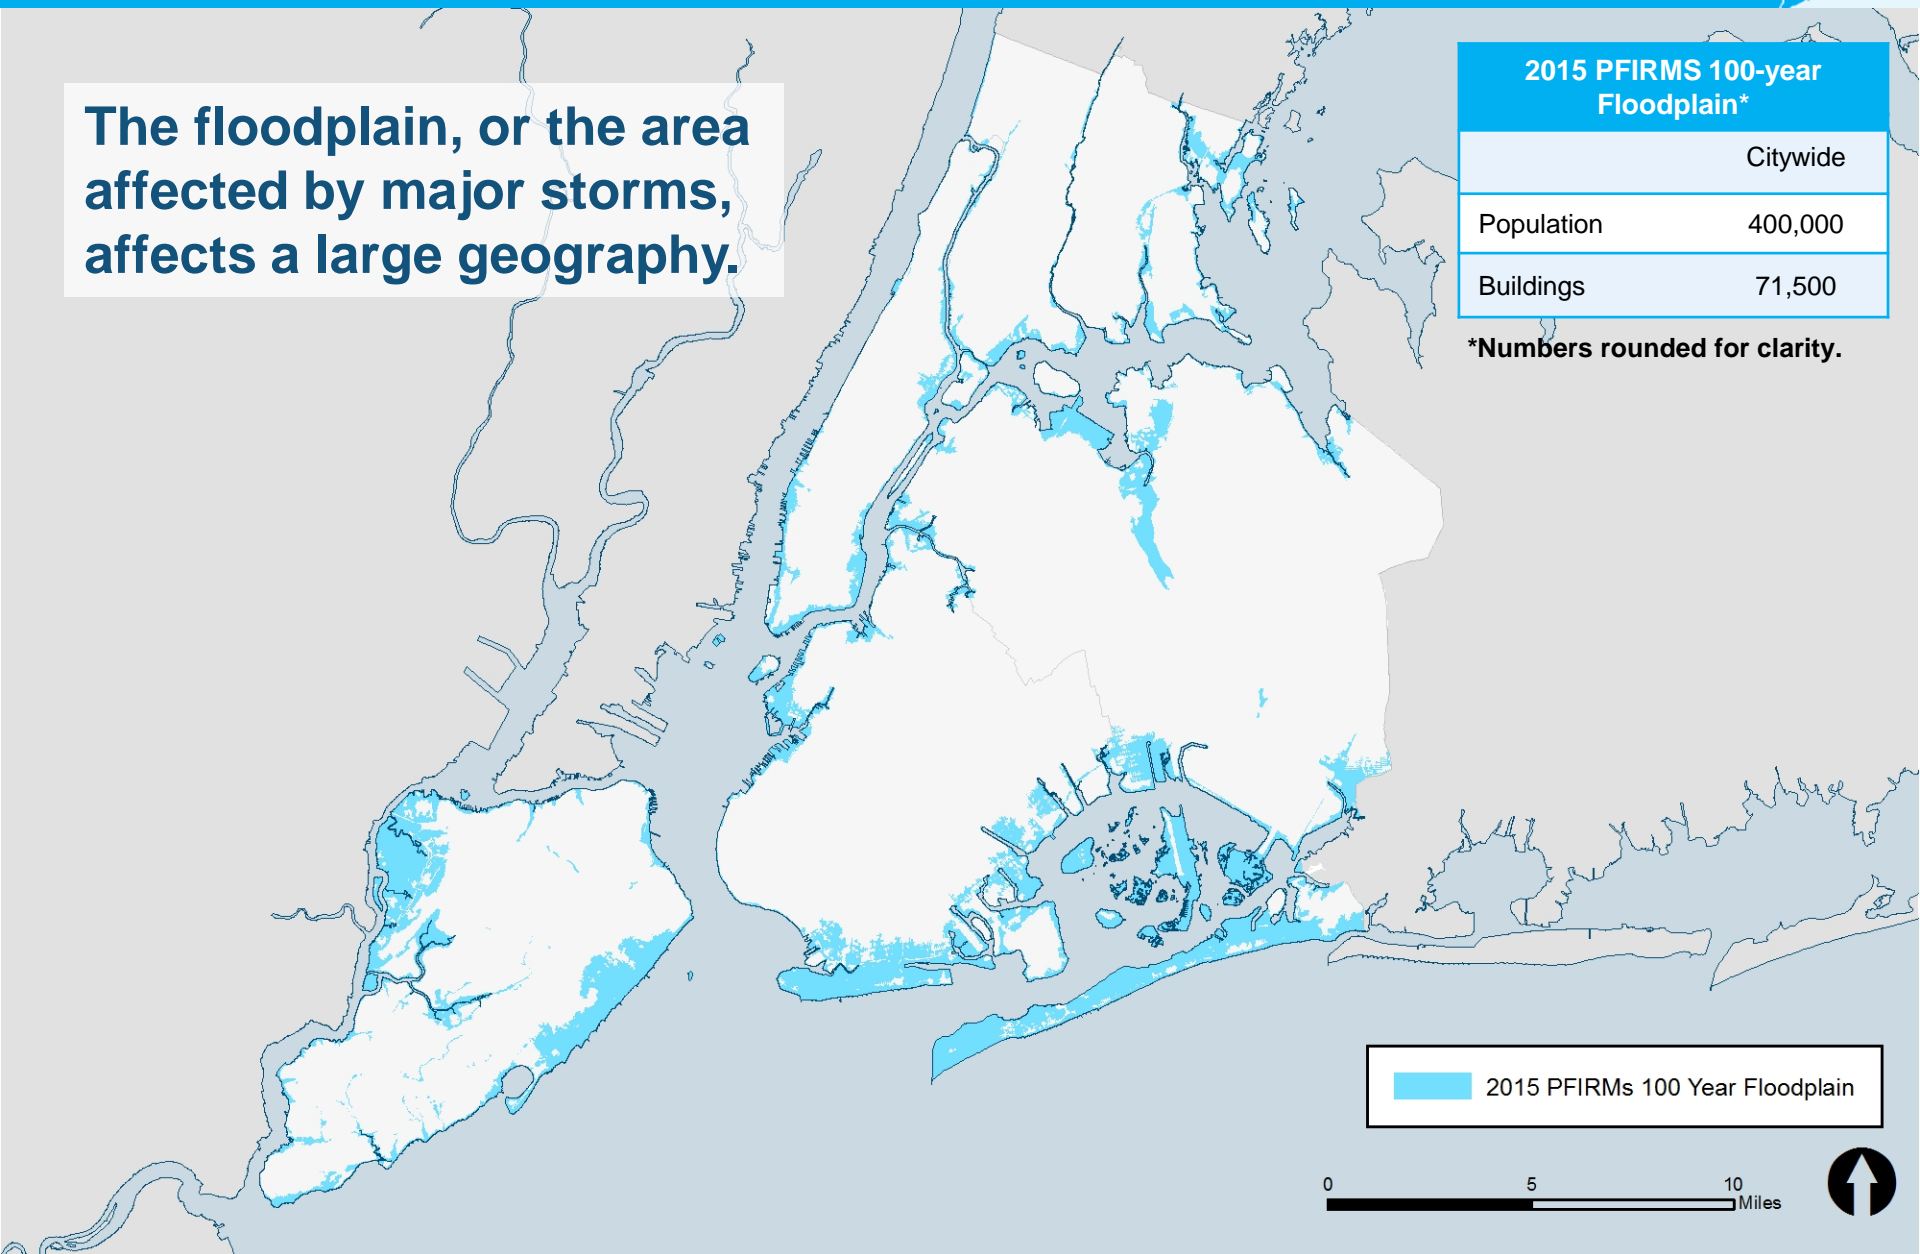 The floodplain, or the area
affected by major storms,
affects a large geography.
2015 PFIRMS 100-year
Floodplain*
Citywide
Population 400,000
Buildings 71,500
*Numbers rounded for clarity.
2015 PFIRMs 100 Year Floodplain
0 5 10
Miles